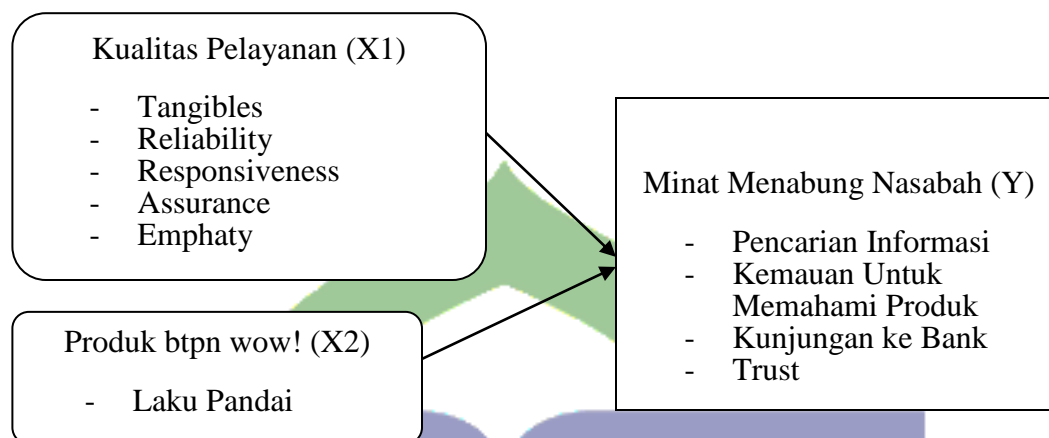 Kualitas Pelayanan (X1)
- Tangibles
- Reliability
- Responsiveness
- Assurance
- Emphaty
Produk btpn wow! (X2)
- Laku Pandai
Minat Menabung Nasabah (Y)
- Pencarian Informasi
- Kemauan Untuk
Memahami Produk
- Kunjungan ke Bank
- Trust